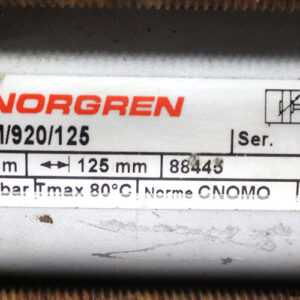 NORGREN
M/920/125
Ser.
m 125 mm 88445
bar Tmax 80°C Norme CNOMO